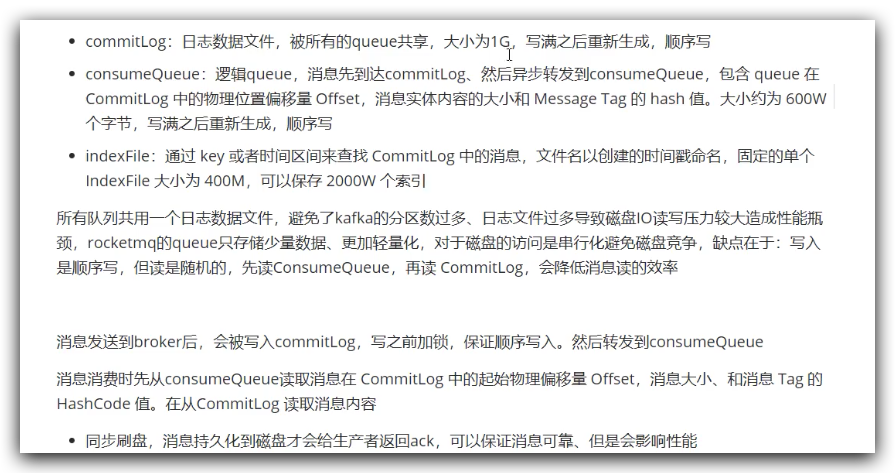 commitLog：日志数据文件，被所有的queue共享，大小为1G，写满之后重新生成，顺序写
consumeQueue：逻辑queue，消息先到达commitLog、然后异步转发到consumeQueue，包含 queue 在
CommitLog 中的物理位置偏移量 Offset，消息实体内容的大小和 Message Tag 的 hash 值。大小约为 600W
个字节，写满之后重新生成，顺序写
indexFile：通过 key 或者时间区间来查找 CommitLog 中的消息，文件名以创建的时间戳命名，固定的单个
IndexFile 大小为 400M，可以保存 2000W 个索引
所有队列共用一个日志数据文件，避免了kafka的分区数过多、日志文件过多导致磁盘IO读写压力较大造成性能瓶
颈，rocketmq的queue只存储少量数据、更加轻量化，对于磁盘的访问是串行化避免磁盘竞争，缺点在于：写入
是顺序写，但读是随机的，先读ConsumeQueue，再读 CommitLog，会降低消息读的效率
消息发送到broker后，会被写入commitLog，写之前加锁，保证顺序写入。然后转发到consumeQueue
消息消费时先从consumeQueue读取消息在 CommitLog 中的起始物理偏移量 Offset，消息大小、和消息 Tag 的
HashCode 值。在从CommitLog 读取消息内容
同步刷盘，消息持久化到磁盘才会给生产者返回ack，可以保证消息可靠、但是会影响性能